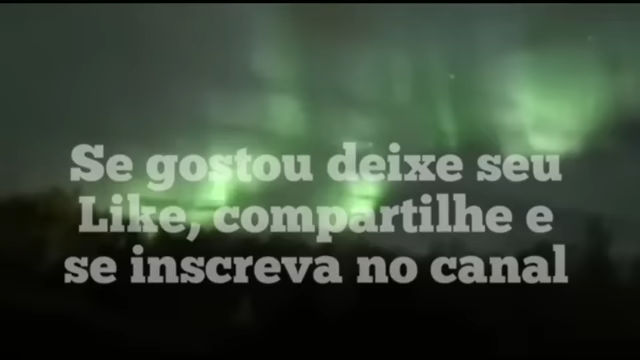 Se gostou deixe seu
Like, compartilhe e
se inscreva no canal